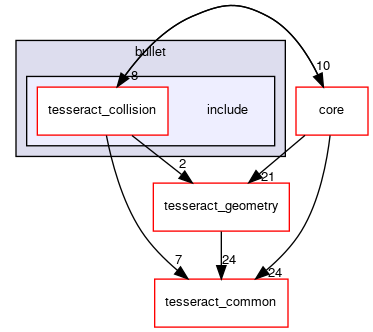 bullet
8
10
tesseract_collision
include
core
2
21
tesseract_geometry
7
24
24
tesseract_common